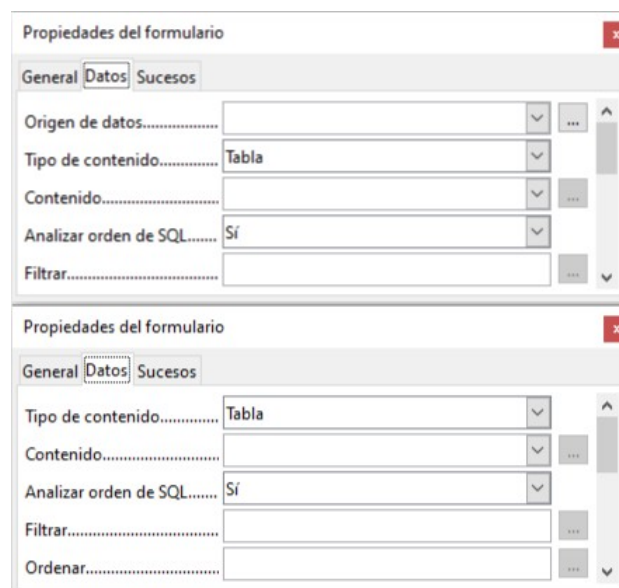 Propiedades del formulario
General Datos Sucesos
Origen de datos.................. ...
Tipo de contenido.............. Tabla
Contenido............................ ...
Analizar orden de SQL....... Sí
Filtrar.................................... ...
Propiedades del formulario
General Datos Sucesos
Tipo de contenido.............. Tabla
Contenido............................ ...
Analizar orden de SQL....... Sí
Filtrar.................................... ...
Ordenar................................ ...